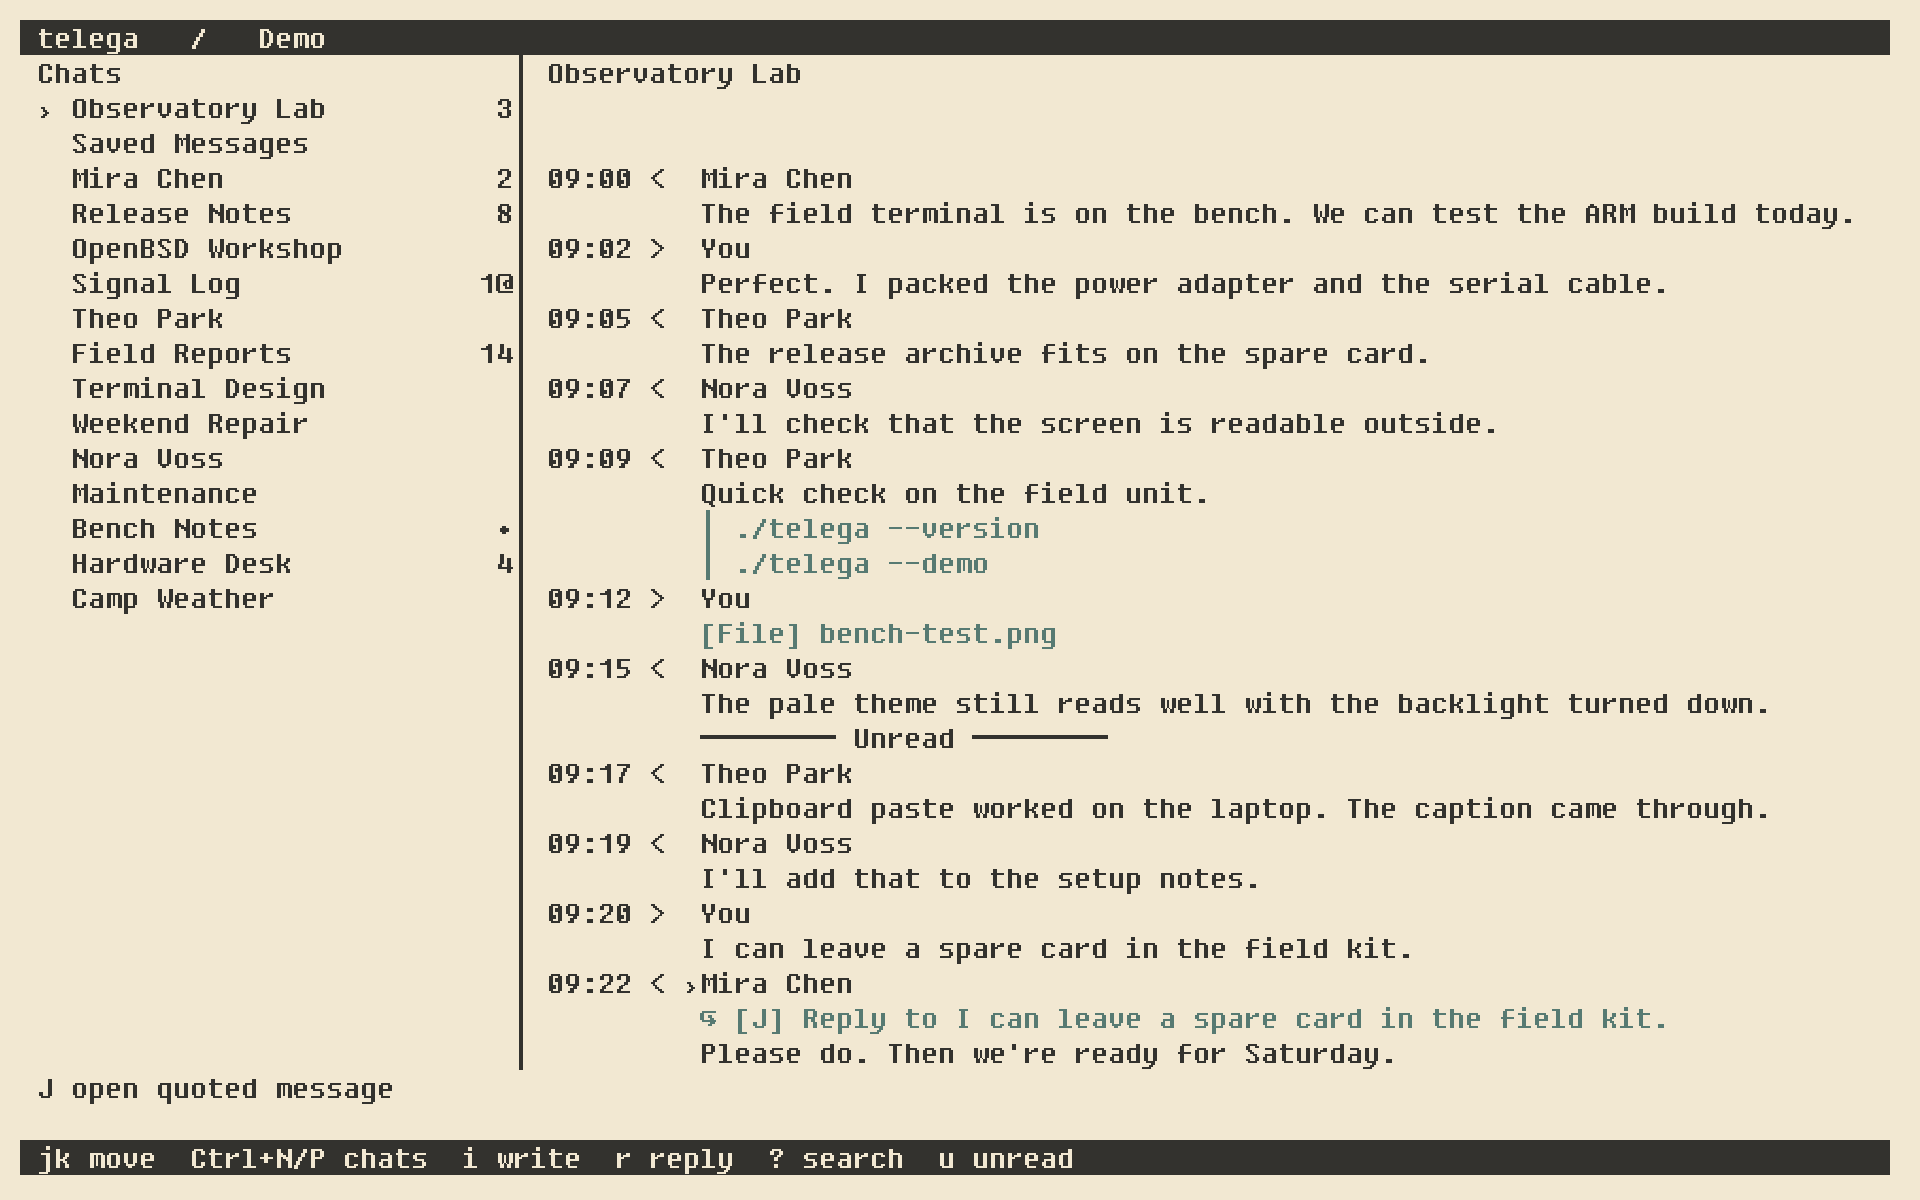 telega / Demo
Chats
› Observatory Lab 3
Saved Messages
Mira Chen 2
Release Notes 8
OpenBSD Workshop
Signal Log 1@
Theo Park
Field Reports 14
Terminal Design
Weekend Repair
Nora Voss
Maintenance
Bench Notes •
Hardware Desk 4
Camp Weather
Observatory Lab
09:00 < Mira Chen
The field terminal is on the bench. We can test the ARM build today.
09:02 > You
Perfect. I packed the power adapter and the serial cable.
09:05 < Theo Park
The release archive fits on the spare card.
09:07 < Nora Voss
I'll check that the screen is readable outside.
09:09 < Theo Park
Quick check on the field unit.
./telega --version
./telega --demo
09:12 > You
[File] bench-test.png
09:15 < Nora Voss
The pale theme still reads well with the backlight turned down.
Unread
09:17 < Theo Park
Clipboard paste worked on the laptop. The caption came through.
09:19 < Nora Voss
I'll add that to the setup notes.
09:20 > You
I can leave a spare card in the field kit.
09:22 < ›Mira Chen
[J] Reply to I can leave a spare card in the field kit.
Please do. Then we're ready for Saturday.
J open quoted message
jk move Ctrl+N/P chats i write r reply ? search u unread